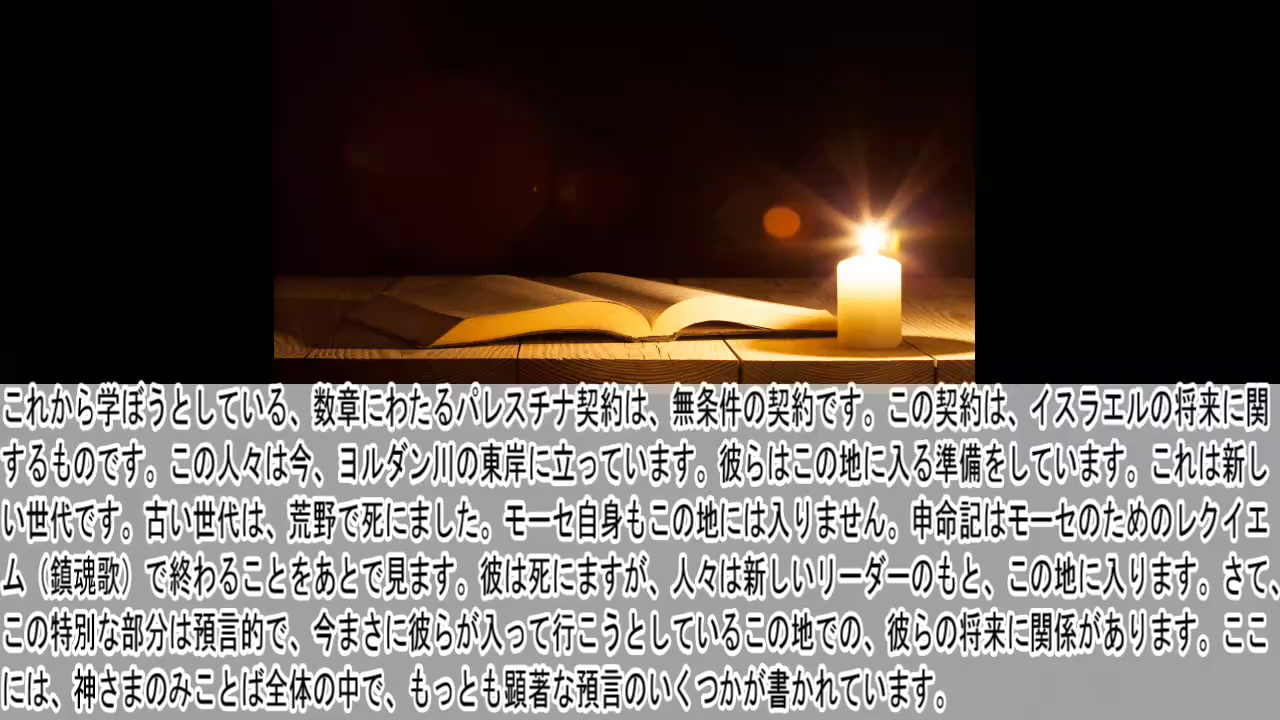 これから学ぼうとしている、数章にわたるパレスチナ契約は、無条件の契約です。この契約は、イスラエルの将来に関
するものです。この人々は今、ヨルダン川の東岸に立っています。彼らはこの地に入る準備をしています。これは新し
い世代です。古い世代は、荒野で死にました。モーセ自身もこの地には入りません。申命記はモーセのためのレクイエ
ム（鎮魂歌）で終わることをあとで見ます。彼は死にますが、人々は新しいリーダーのもと、この地に入ります。さて、
この特別な部分は預言的で、今まさに彼らが入って行こうとしているこの地での、彼らの将来に関係があります。ここ
には、神さまのみことば全体の中で、もっとも顕著な預言のいくつかが書かれています。